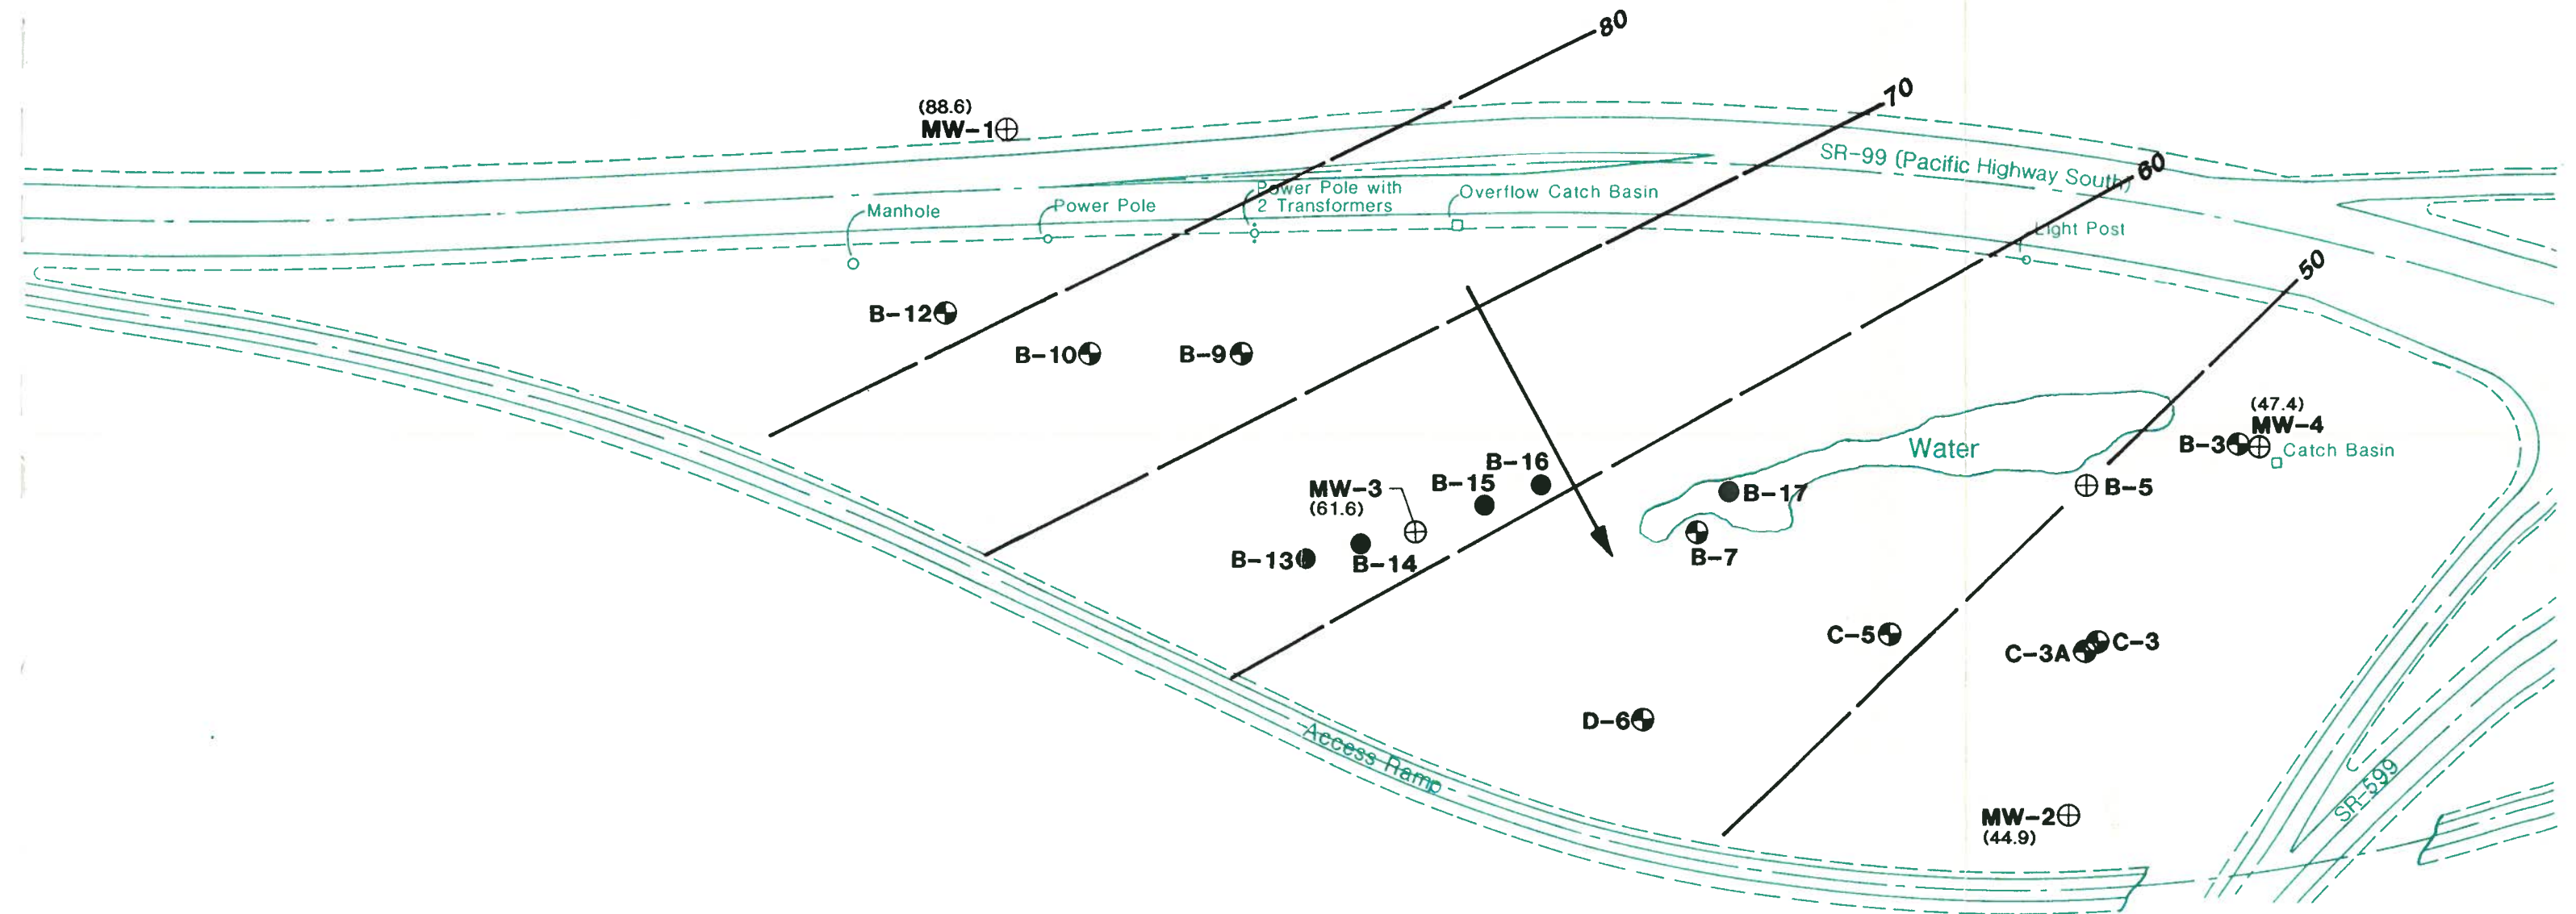 80
70
(88.6)
MW-1
SR-99 (Pacific Highway South)
60
Power Pole with
2 Transformers
Overflow Catch Basin
Manhole
Power Pole
Light Post
50
B-12
B-10
B-9
(47.4)
MW-4
B-3
Catch Basin
Water
B-16
B-15
MW-3
(61.6)
B-17
B-5
B-13
B-14
B-7
C-5
C-3A
C-3
D-6
Access Ramp
SR-599
MW-2
(44.9)